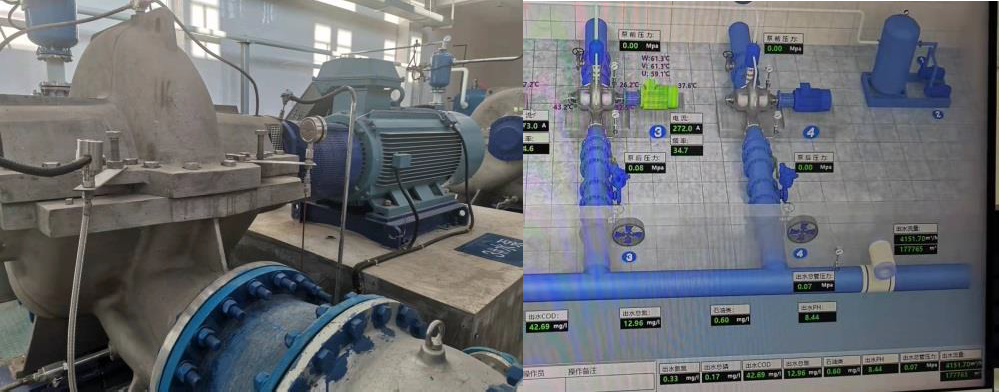 泵前压力:
0.00 Mpa
泵前压力:
0.00 Mpa
W:61.3℃
V:61.3℃
U:59.1℃
7.2℃
26.2℃
37.6℃
43.2℃
流:
73.0 A
率:
4.6
电流:
272.0 A
频率:
34.7
3
4
2
泵后压力:
0.08 Mpa
泵后压力:
0.00 Mpa
3
4
出水流量:
4151.70m³/h
177765 m³
出水总管压力:
0.07 Mpa
出水COD:
42.69 mg/l
出水总氮:
12.96 mg/l
石油类:
0.60 mg/l
出水PH:
8.44
操作员
操作备注
出水氨氮
0.33 mg/l
出水总磷
0.17 mg/l
出水COD
42.69 mg/l
出水总氮
12.96 mg/l
石油类
0.60 mg/l
出水PH
8.44
出水总管压力
0.07 Mpa
出水流量
4151.70m³/h
177765 m³